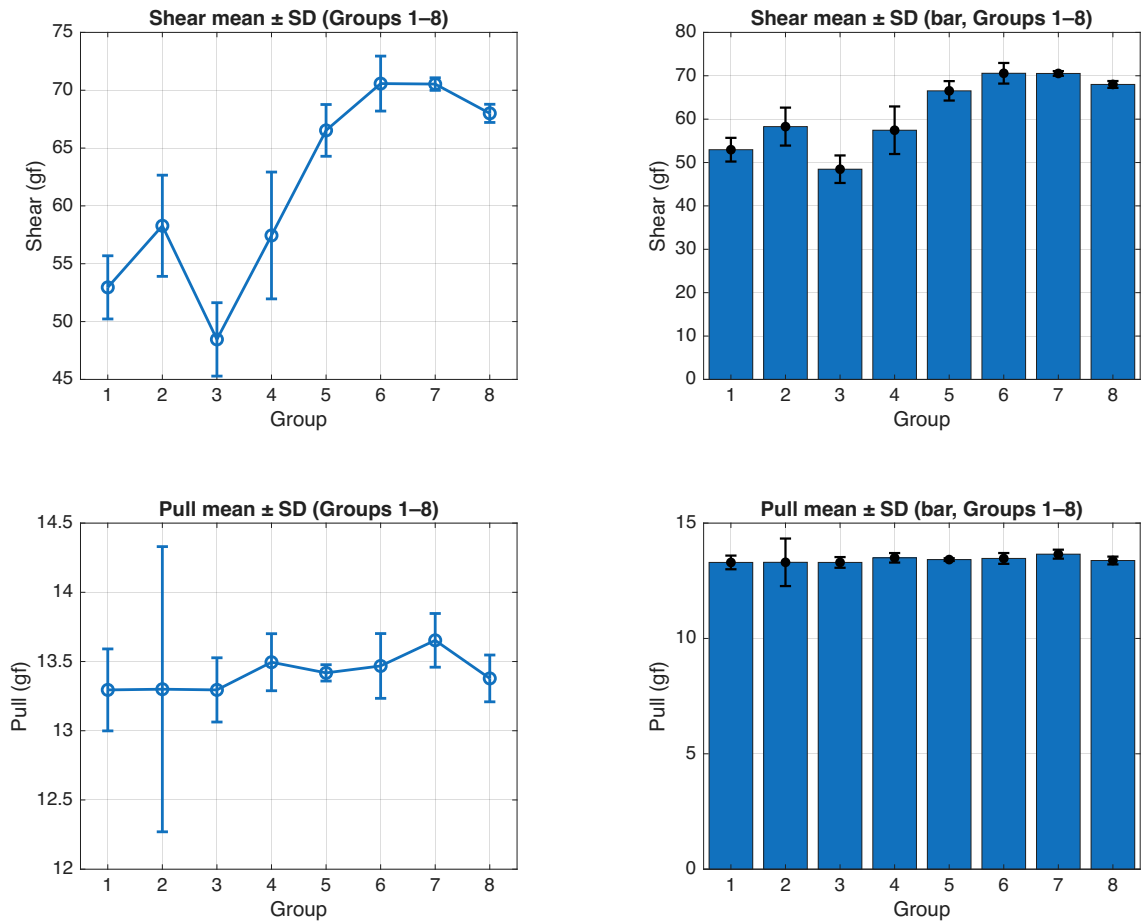 Shear mean ± SD (Groups 1–8)
75
70
65
60
55
50
45
Shear (gf)
1 2 3 4 5 6 7 8
Group
Shear mean ± SD (bar, Groups 1–8)
80
70
60
50
40
30
20
10
0
Shear (gf)
1 2 3 4 5 6 7 8
Group
Pull mean ± SD (Groups 1–8)
14.5
14
13.5
13
12.5
12
Pull (gf)
1 2 3 4 5 6 7 8
Group
Pull mean ± SD (bar, Groups 1–8)
15
10
5
0
Pull (gf)
1 2 3 4 5 6 7 8
Group